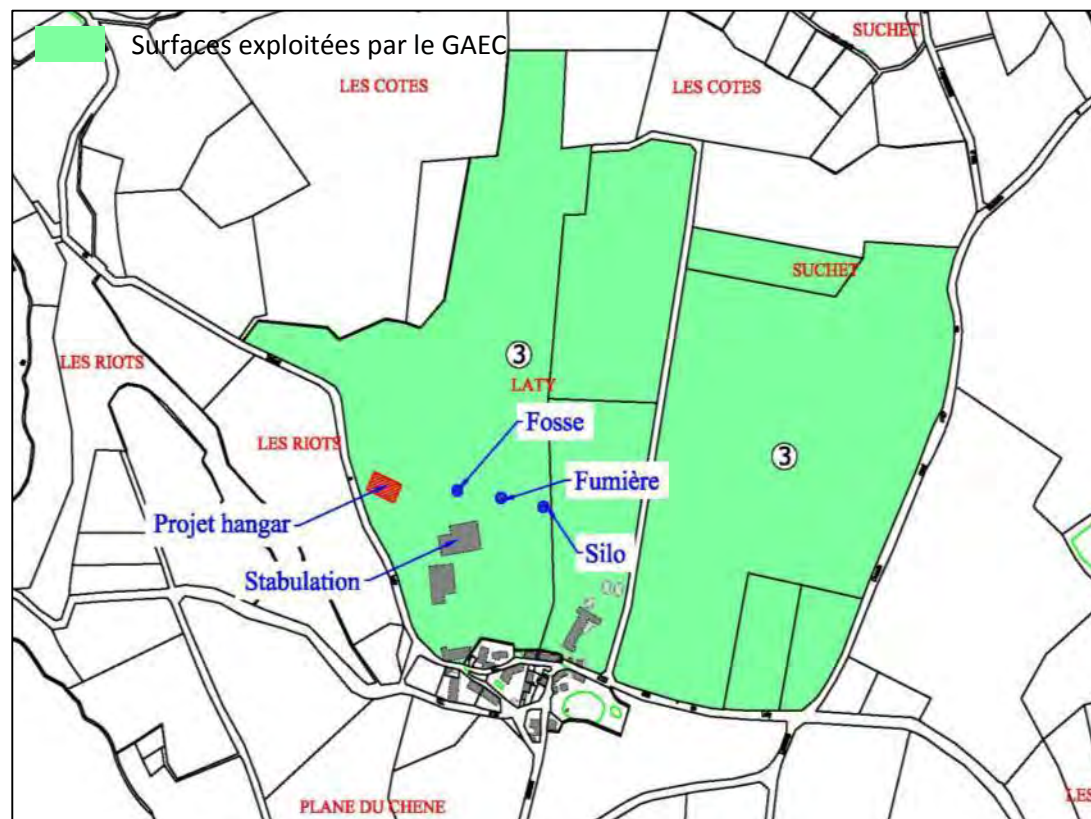 Surfaces exploitées par le GAEC
SUCHET
LES COTES
LES COTES
SUCHET
LES RIOTS
3
LATY
Fosse
LES RIOTS
3
Fumière
Projet hangar
Silo
Stabulation
PLANE DU CHENE
LES